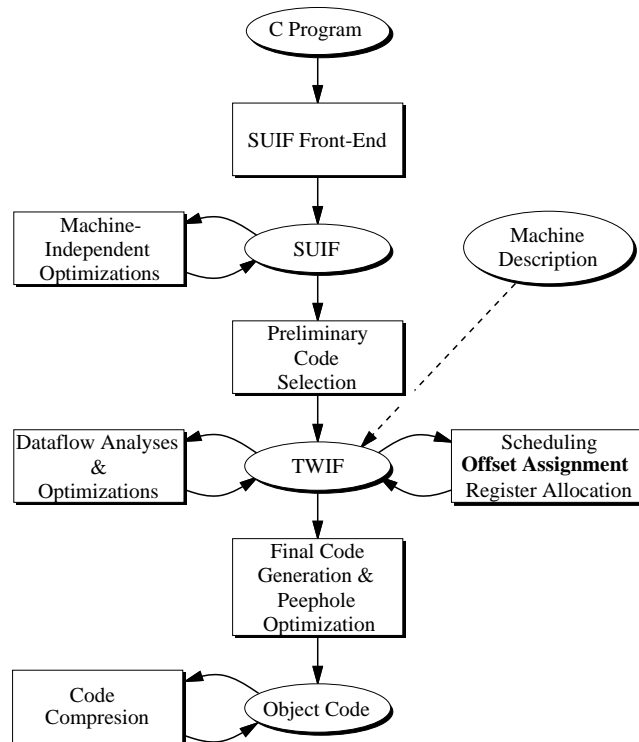 C Program
SUIF Front-End
Machine-
Independent
Optimizations
SUIF
Machine
Description
Preliminary
Code
Selection
Dataflow Analyses
&
Optimizations
TWIF
Scheduling
Offset Assignment
Register Allocation
Final Code
Generation &
Peephole
Optimization
Code
Compresion
Object Code